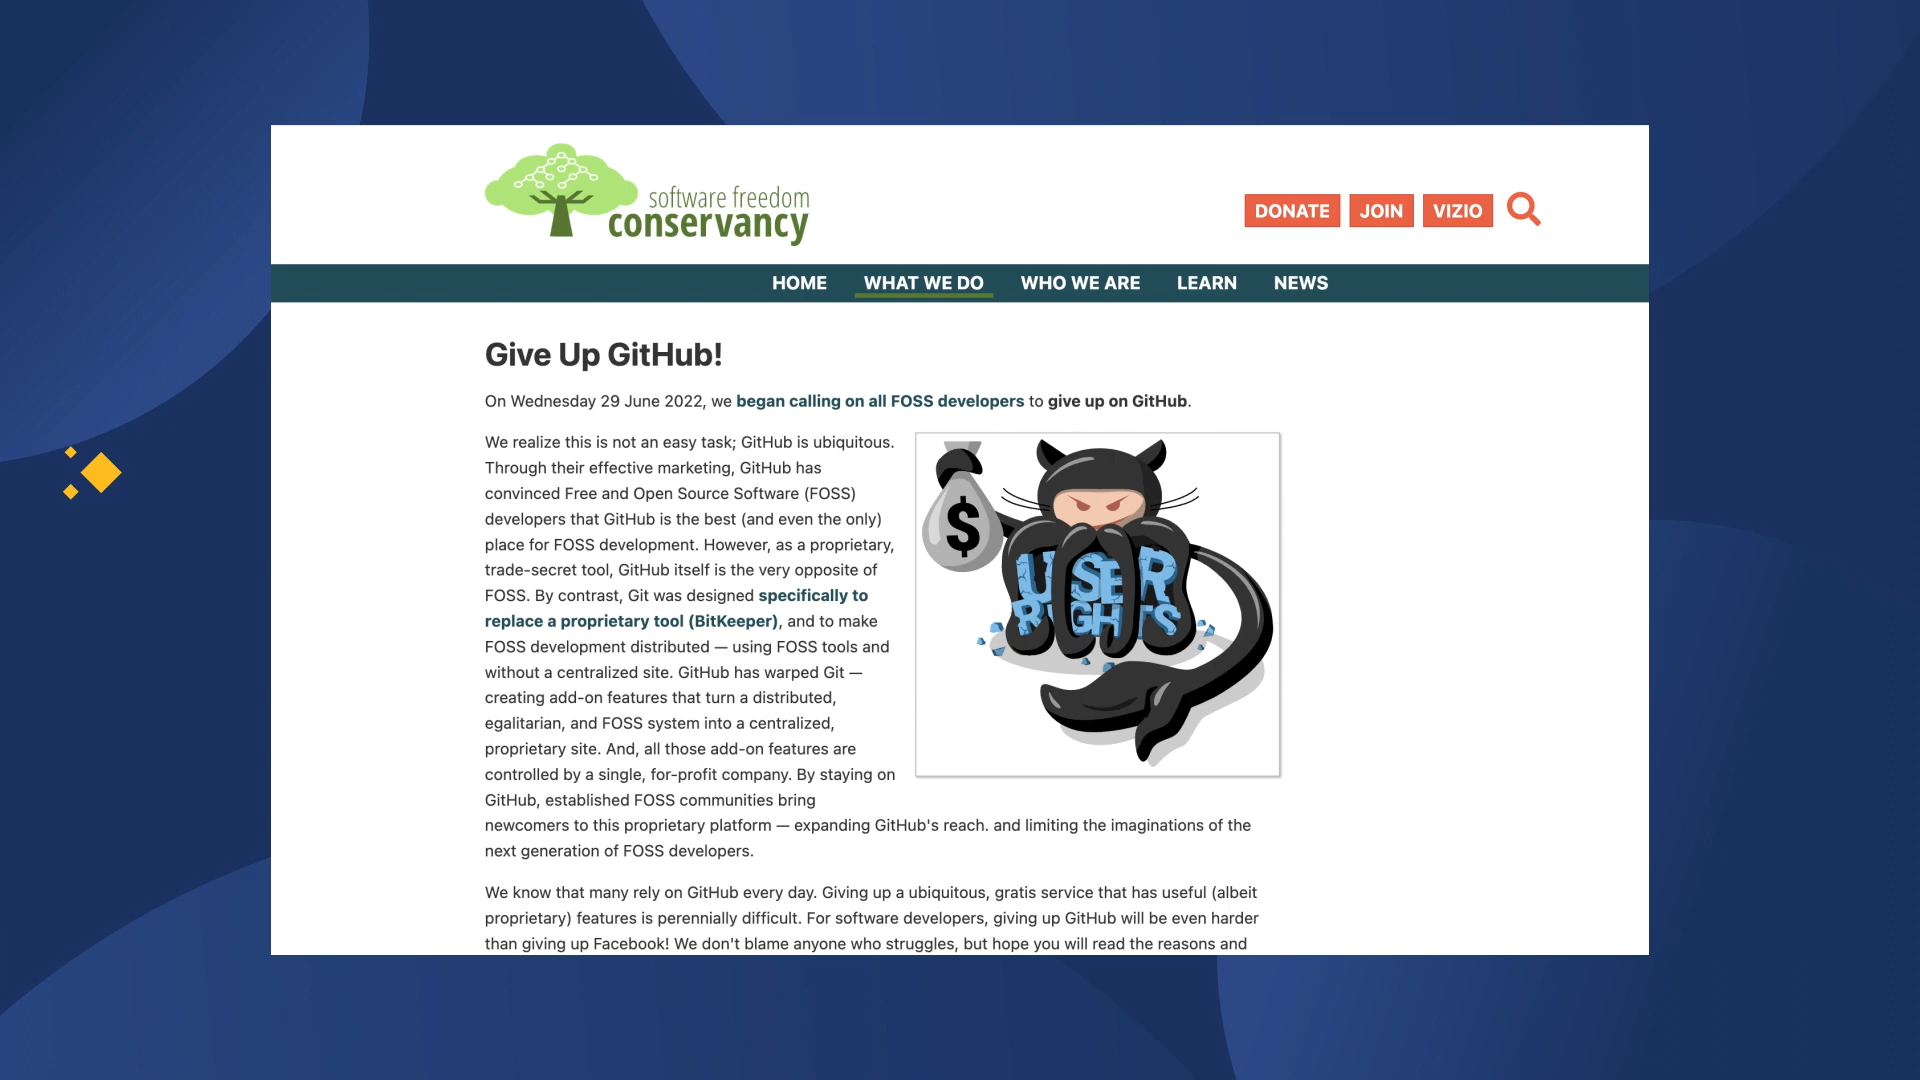 software freedom
conservancy
DONATE
JOIN
VIZIO
HOME
WHAT WE DO
WHO WE ARE
LEARN
NEWS
Give Up GitHub!
On Wednesday 29 June 2022, we began calling on all FOSS developers to give up on GitHub.
We realize this is not an easy task; GitHub is ubiquitous.
Through their effective marketing, GitHub has
convinced Free and Open Source Software (FOSS)
developers that GitHub is the best (and even the only)
place for FOSS development. However, as a proprietary,
trade-secret tool, GitHub itself is the very opposite of
FOSS. By contrast, Git was designed specifically to
replace a proprietary tool (BitKeeper), and to make
FOSS development distributed — using FOSS tools and
without a centralized site. GitHub has warped Git —
creating add-on features that turn a distributed,
egalitarian, and FOSS system into a centralized,
proprietary site. And, all those add-on features are
controlled by a single, for-profit company. By staying on
GitHub, established FOSS communities bring
newcomers to this proprietary platform — expanding GitHub's reach. and limiting the imaginations of the
next generation of FOSS developers.
$
USER
RIGHTS
We know that many rely on GitHub every day. Giving up a ubiquitous, gratis service that has useful (albeit
proprietary) features is perennially difficult. For software developers, giving up GitHub will be even harder
than giving up Facebook! We don't blame anyone who struggles, but hope you will read the reasons and